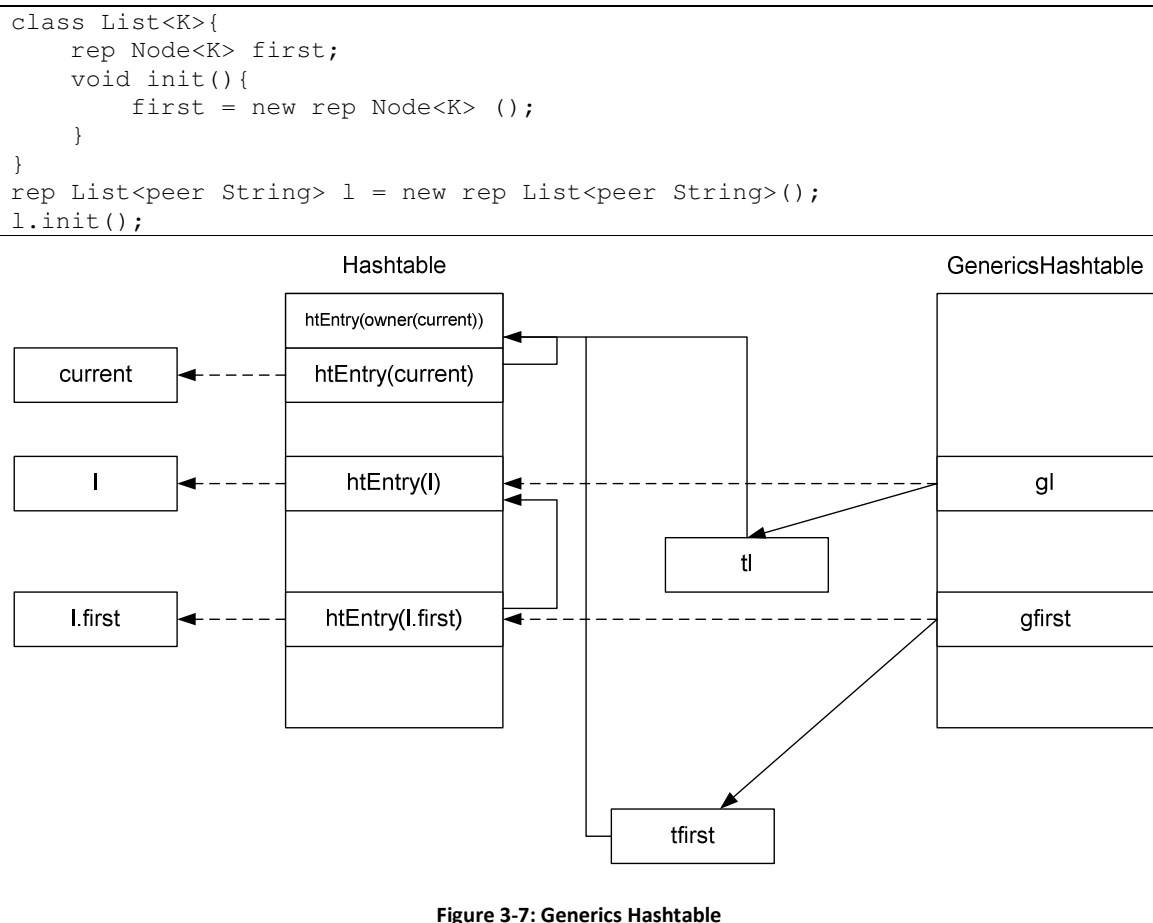 class List<K>{
    rep Node<K> first;
    void init(){
        first = new rep Node<K> ();
    }
}
rep List<peer String> l = new rep List<peer String>();
l.init();
Hashtable
GenericsHashtable
htEntry(owner(current))
current
htEntry(current)
l
htEntry(l)
gl
tl
l.first
htEntry(l.first)
gfirst
tfirst
Figure 3-7: Generics Hashtable